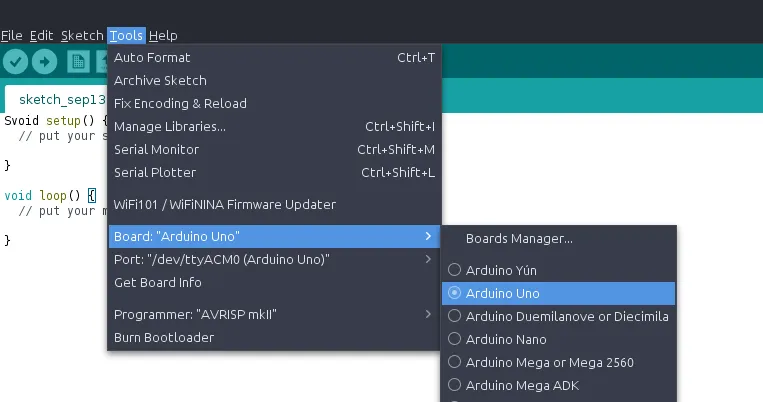 File Edit Sketch Tools Help
Auto Format Ctrl+T
Archive Sketch
Fix Encoding & Reload
Manage Libraries... Ctrl+Shift+I
Serial Monitor Ctrl+Shift+M
Serial Plotter Ctrl+Shift+L
WiFi101 / WiFiNINA Firmware Updater
Board: "Arduino Uno"
Port: "/dev/ttyACM0 (Arduino Uno)"
Get Board Info
Programmer: "AVRISP mkII"
Burn Bootloader
Boards Manager...
Arduino Yún
Arduino Uno
Arduino Duemilanove or Diecimila
Arduino Nano
Arduino Mega or Mega 2560
Arduino Mega ADK
sketch_sep13
Svoid setup() {
// put your s
}
void loop() {
// put your m
}